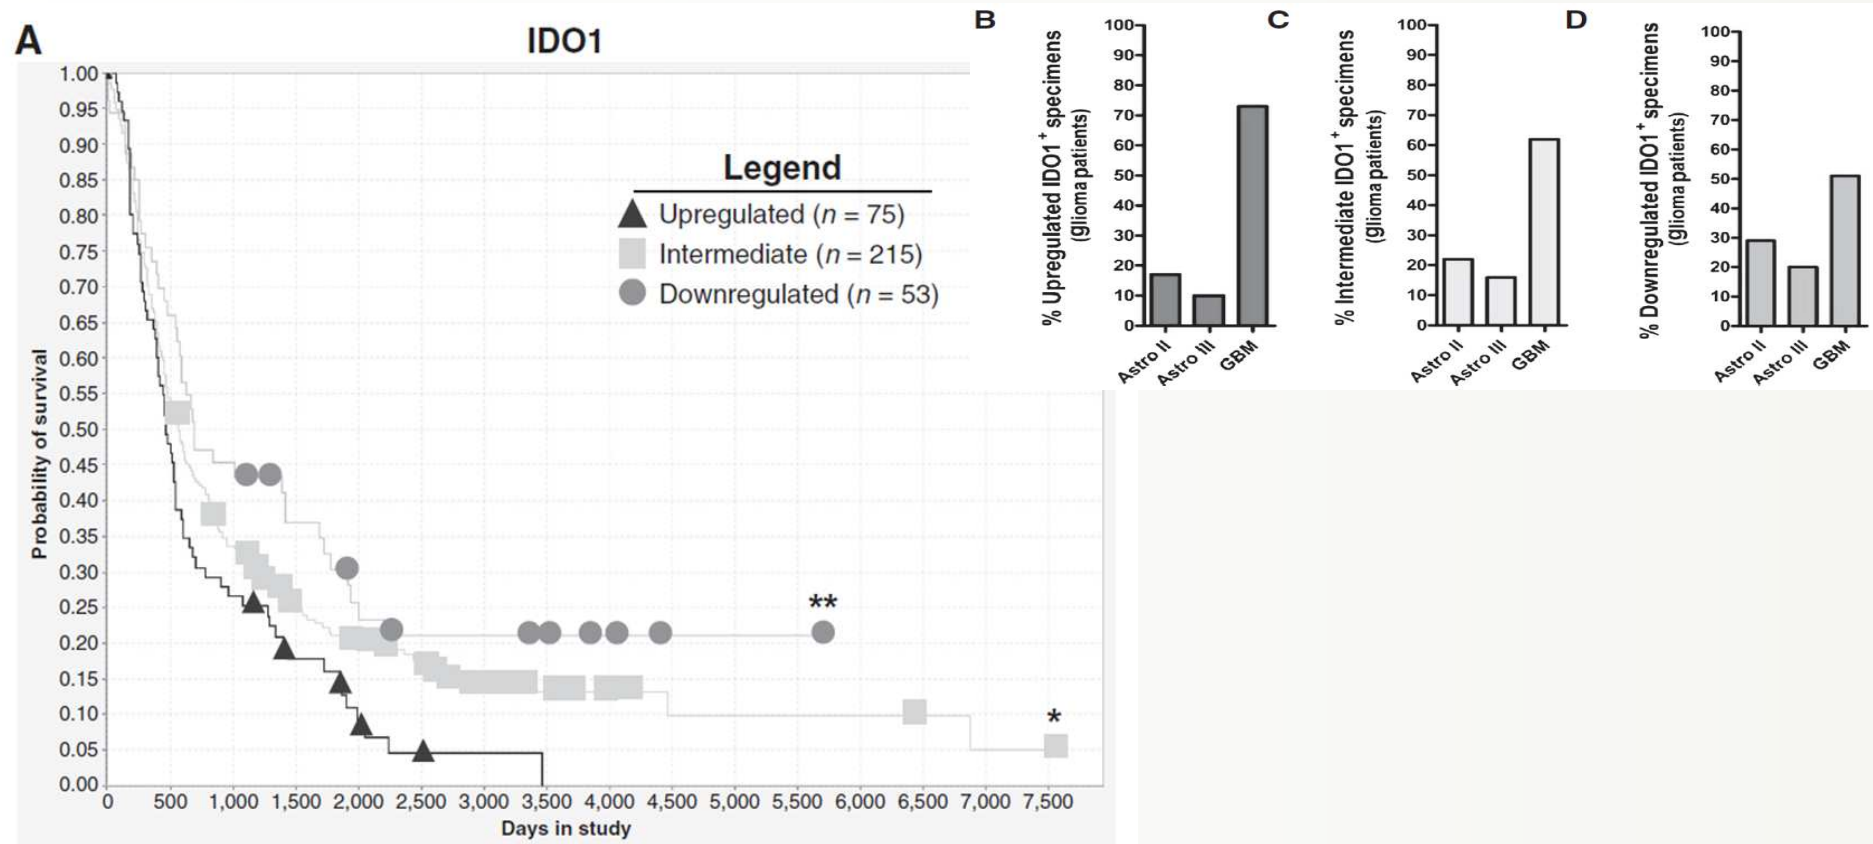 A
IDO1
Probability of survival
1.00
0.95
0.90
0.85
0.80
0.75
0.70
0.65
0.60
0.55
0.50
0.45
0.40
0.35
0.30
0.25
0.20
0.15
0.10
0.05
0.00
Legend
Upregulated (n = 75)
Intermediate (n = 215)
Downregulated (n = 53)
**
*
0 500 1,000 1,500 2,000 2,500 3,000 3,500 4,000 4,500 5,000 5,500 6,000 6,500 7,000 7,500
Days in study
B
% Upregulated IDO1+ specimens
(glioma patients)
100
90
80
70
60
50
40
30
20
10
0
Astro II
Astro III
GBM
C
% Intermediate IDO1+ specimens
(glioma patients)
100
90
80
70
60
50
40
30
20
10
0
Astro II
Astro III
GBM
D
% Downregulated IDO1+ specimens
(glioma patients)
100
90
80
70
60
50
40
30
20
10
0
Astro II
Astro III
GBM